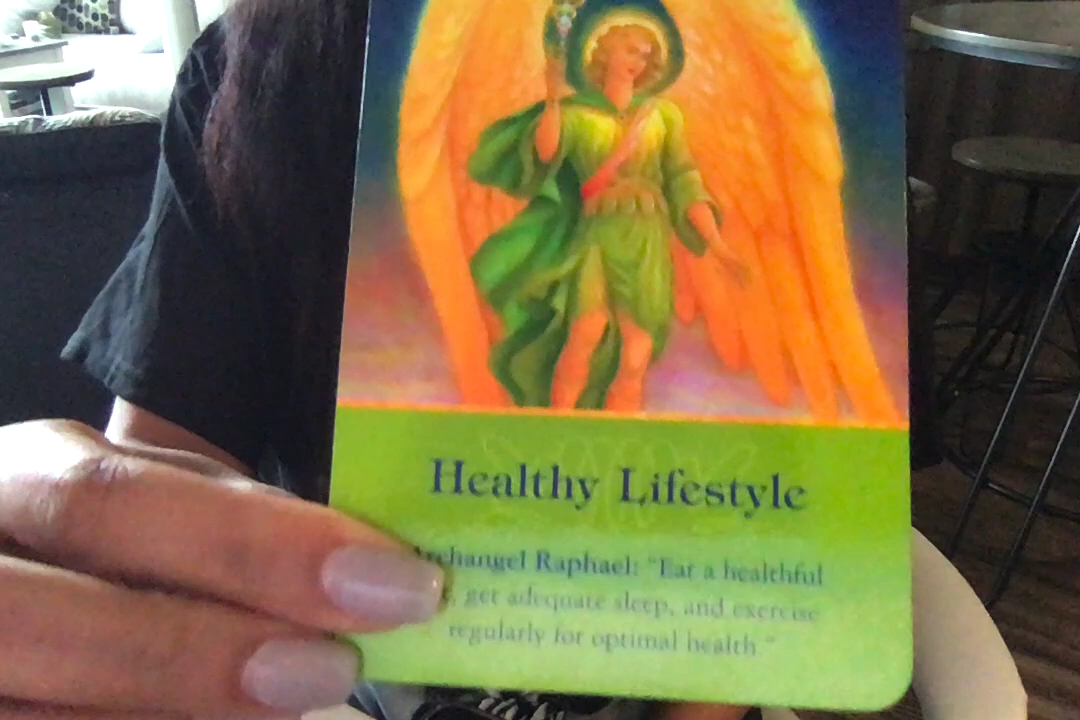 Healthy Lifestyle
Archangel Raphael: "Eat a healthful
, get adequate sleep, and exercise
regularly for optimal health."